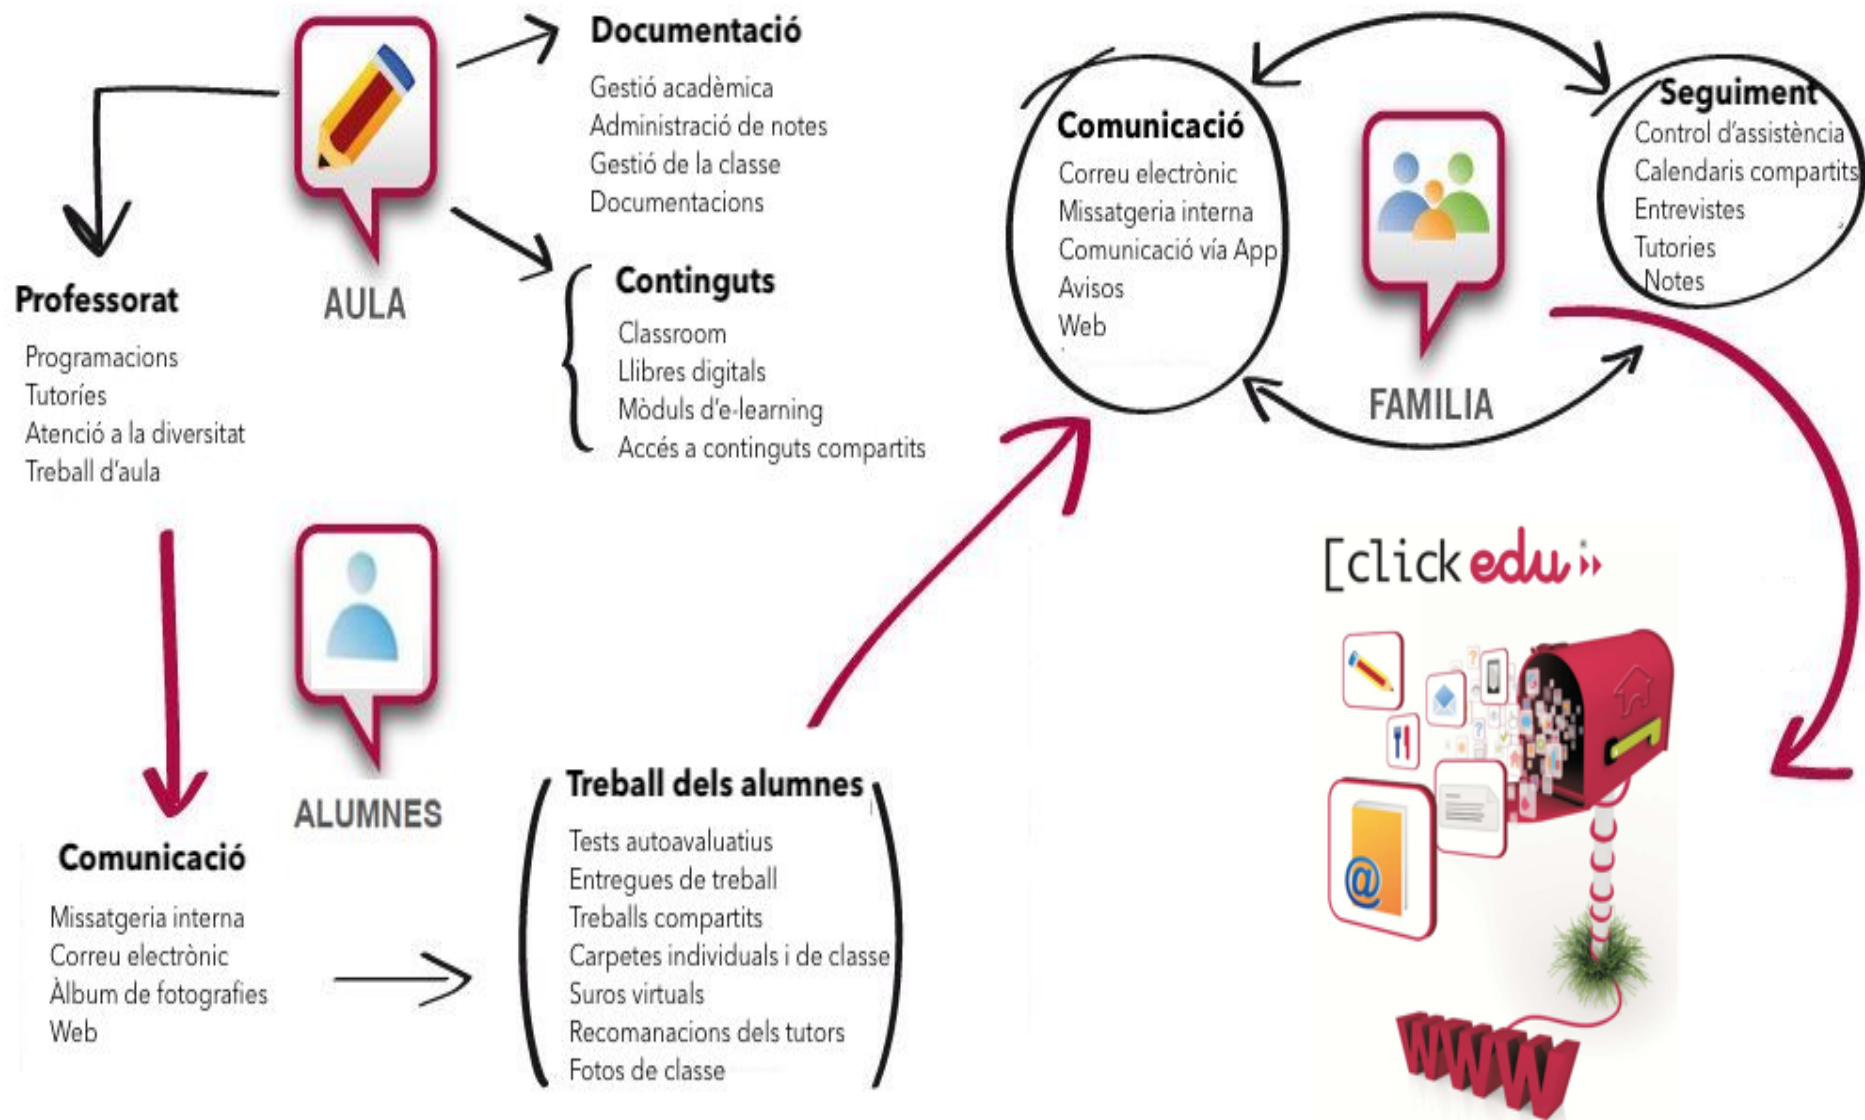 Documentació
Gestió acadèmica
Administració de notes
Gestió de la classe
Documentacions
AULA
Professorat
Programacions
Tutoríes
Atenció a la diversitat
Treball d'aula
Continguts
Classroom
Llibres digitals
Mòduls d'e-learning
Accés a continguts compartits
ALUMNES
Comunicació
Missatgeria interna
Correu electrònic
Àlbum de fotografies
Web
Treball dels alumnes
Tests autoavaluatius
Entregues de treball
Treballs compartits
Carpetes individuals i de classe
Suros virtuals
Recomanacions dels tutors
Fotos de classe
Comunicació
Correu electrònic
Missatgeria interna
Comunicació vía App
Avisos
Web
FAMILIA
Seguiment
Control d'assistència
Calendaris compartits
Entrevistes
Tutories
Notes
[click edu
@
WWW